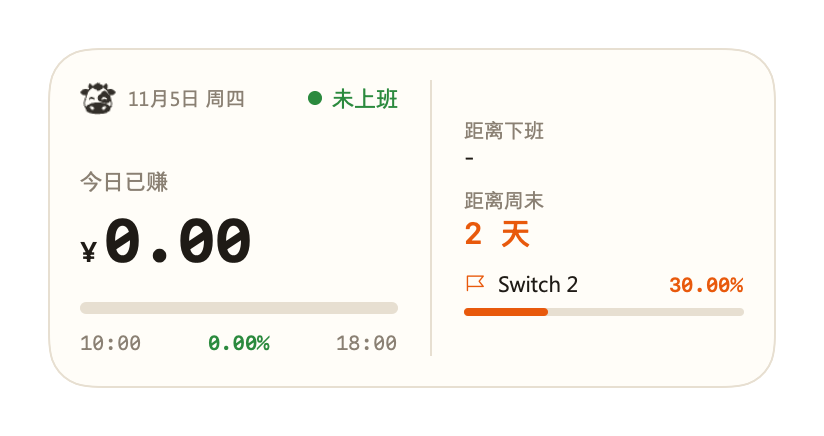 11月5日 周四
未上班
今日已赚
¥0.00
10:00 0.00% 18:00
距离下班
-
距离周末
2 天
Switch 2 30.00%